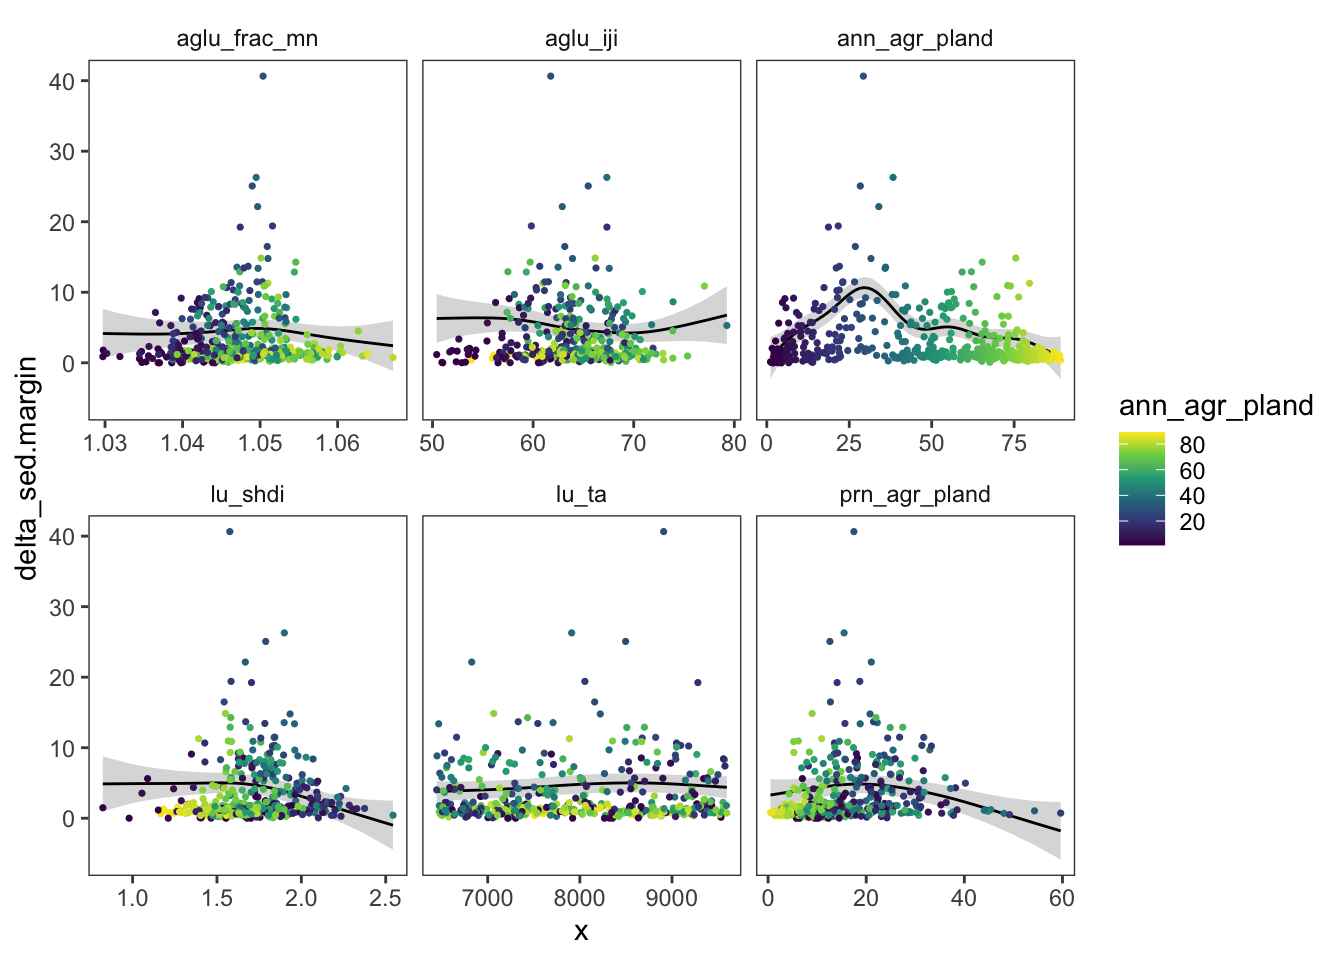 aglu_frac_mn aglu_iji ann_agr_pland
40
30
20
10
0
1.03 1.04 1.05 1.06 50 60 70 80 0 25 50 75
lu_shdi lu_ta prn_agr_pland
40
30
20
10
0
1.0 1.5 2.0 2.5 7000 8000 9000 0 20 40 60
x
delta_sed.margin
ann_agr_pland
80
60
40
20